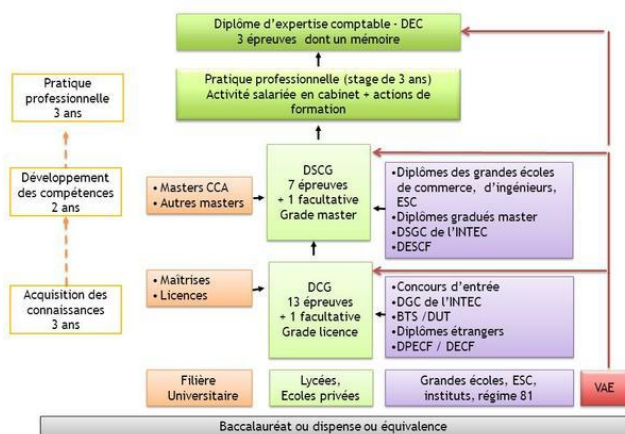 Diplôme d'expertise comptable - DEC
3 épreuves dont un mémoire
Pratique professionnelle (stage de 3 ans)
Activité salariée en cabinet + actions de
formation
Pratique
professionnelle
3 ans
Développement
des compétences
2 ans
• Masters CCA
• Autres masters
DSCG
7 épreuves
+ 1 facultative
Grade master
•Diplômes des grandes écoles
de commerce, d'ingénieurs,
ESC
•Diplômes gradués master
•DSGC de l'INTEC
•DESCF
Acquisition des
connaissances
3 ans
• Maîtrises
• Licences
DCG
13 épreuves
+ 1 facultative
Grade licence
•Concours d'entrée
•DGC de l'INTEC
•BTS /DUT
•Diplômes étrangers
•DPECF / DECF
Filière
Universitaire
Lycées,
Ecoles privées
Grandes écoles, ESC,
instituts, régime 81
VAE
Baccalauréat ou dispense ou équivalence